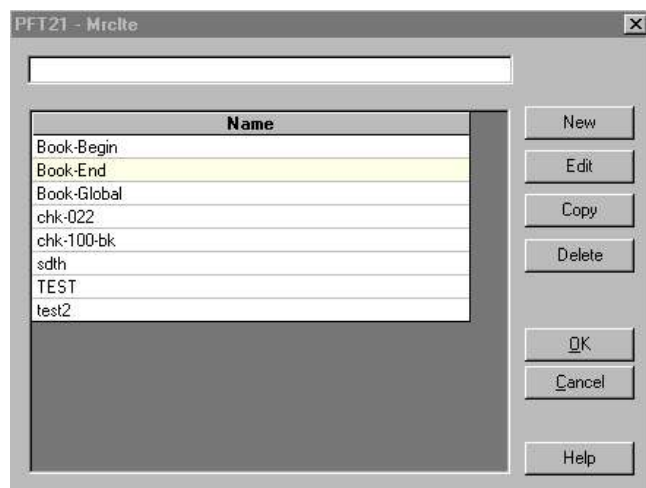 PFT21 - Mrclte
Name
Book-Begin
Book-End
Book-Global
chk-022
chk-100-bk
sdth
TEST
test2
New
Edit
Copy
Delete
OK
Cancel
Help